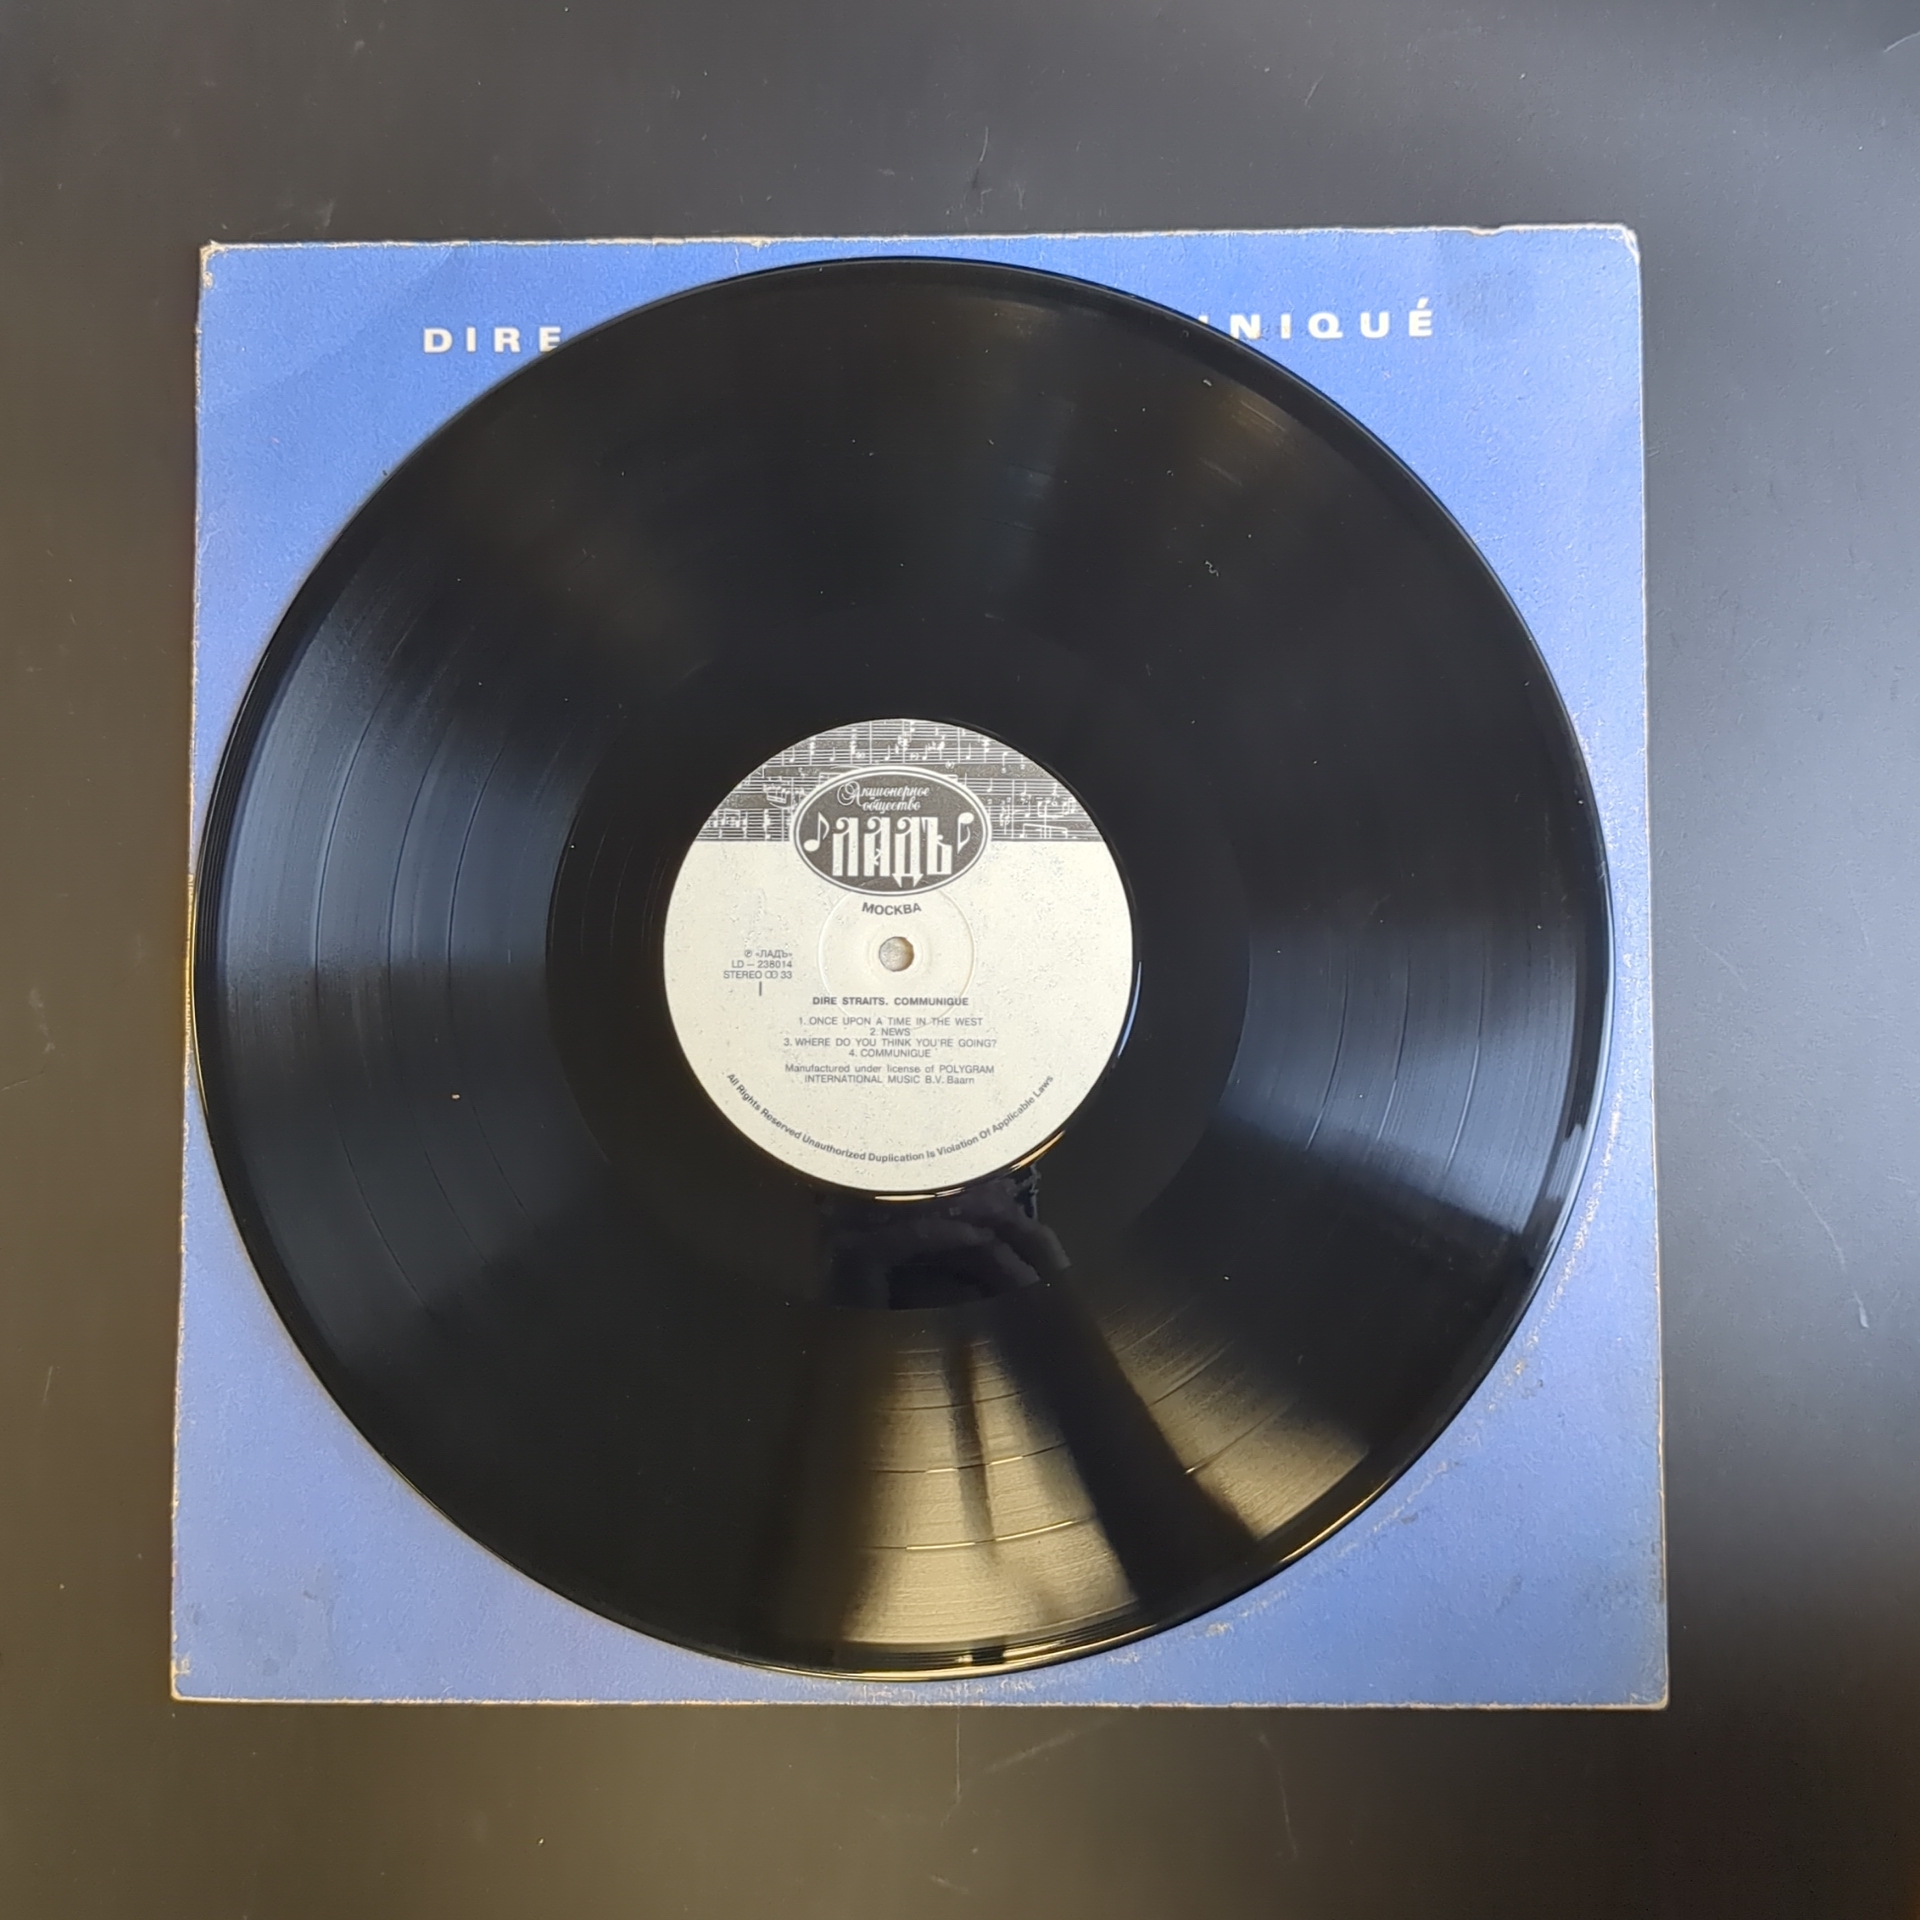 DIRE
NIQUÉ
Акционерное
общество
ЛАДЪ
МОСКВА
℗ «ЛАДЪ»
LD – 238014
STEREO 33
I
DIRE STRAITS. COMMUNIQUE
1. ONCE UPON A TIME IN THE WEST
2. NEWS
3. WHERE DO YOU THINK YOU'RE GOING?
4. COMMUNIQUE
Manufactured under license of POLYGRAM
INTERNATIONAL MUSIC B.V. Baarn
All Rights Reserved Unauthorized Duplication Is Violation Of Applicable Laws